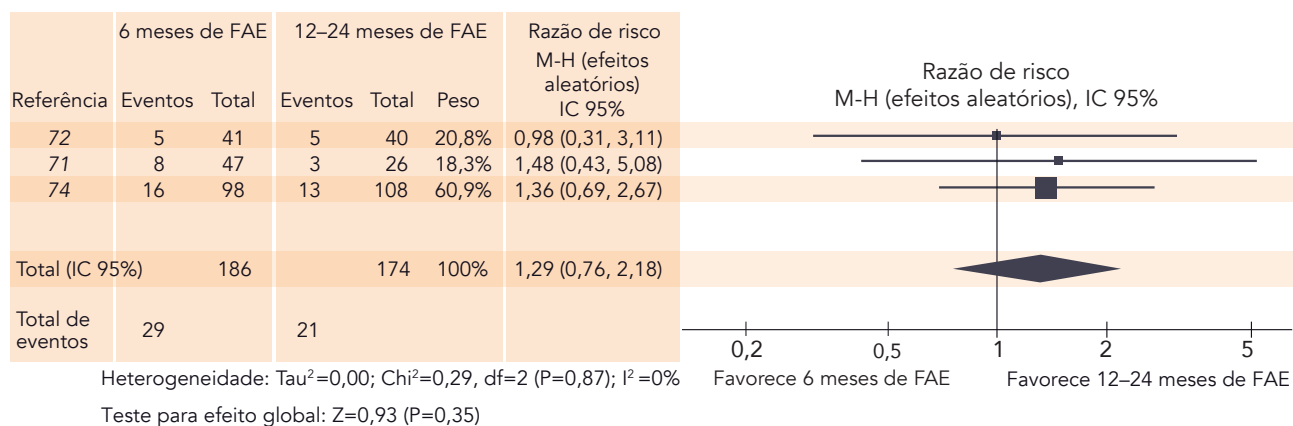 6 meses de FAE 12–24 meses de FAE Razão de risco
M-H (efeitos
aleatórios)
IC 95%
Referência Eventos Total Eventos Total Peso
72 5 41 5 40 20,8% 0,98 (0,31, 3,11)
71 8 47 3 26 18,3% 1,48 (0,43, 5,08)
74 16 98 13 108 60,9% 1,36 (0,69, 2,67)
Total (IC 95%) 186 174 100% 1,29 (0,76, 2,18)
Total de
eventos
29 21
Razão de risco
M-H (efeitos aleatórios), IC 95%
0,2 0,5 1 2 5
Favorece 6 meses de FAE Favorece 12–24 meses de FAE
Heterogeneidade: Tau²=0,00; Chi²=0,29, df=2 (P=0,87); I² =0%
Teste para efeito global: Z=0,93 (P=0,35)